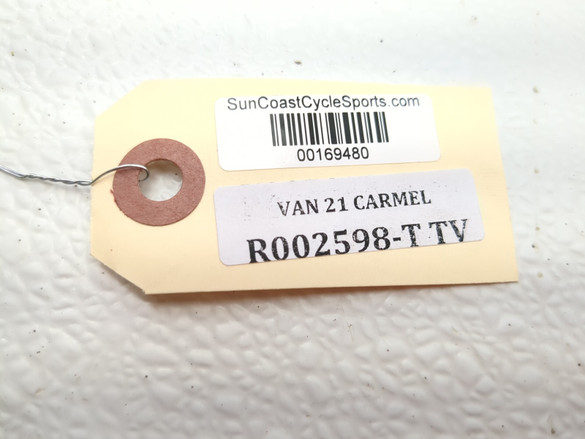 SunCoastCycleSports.com
00169480
VAN 21 CARMEL
R002598-T TV